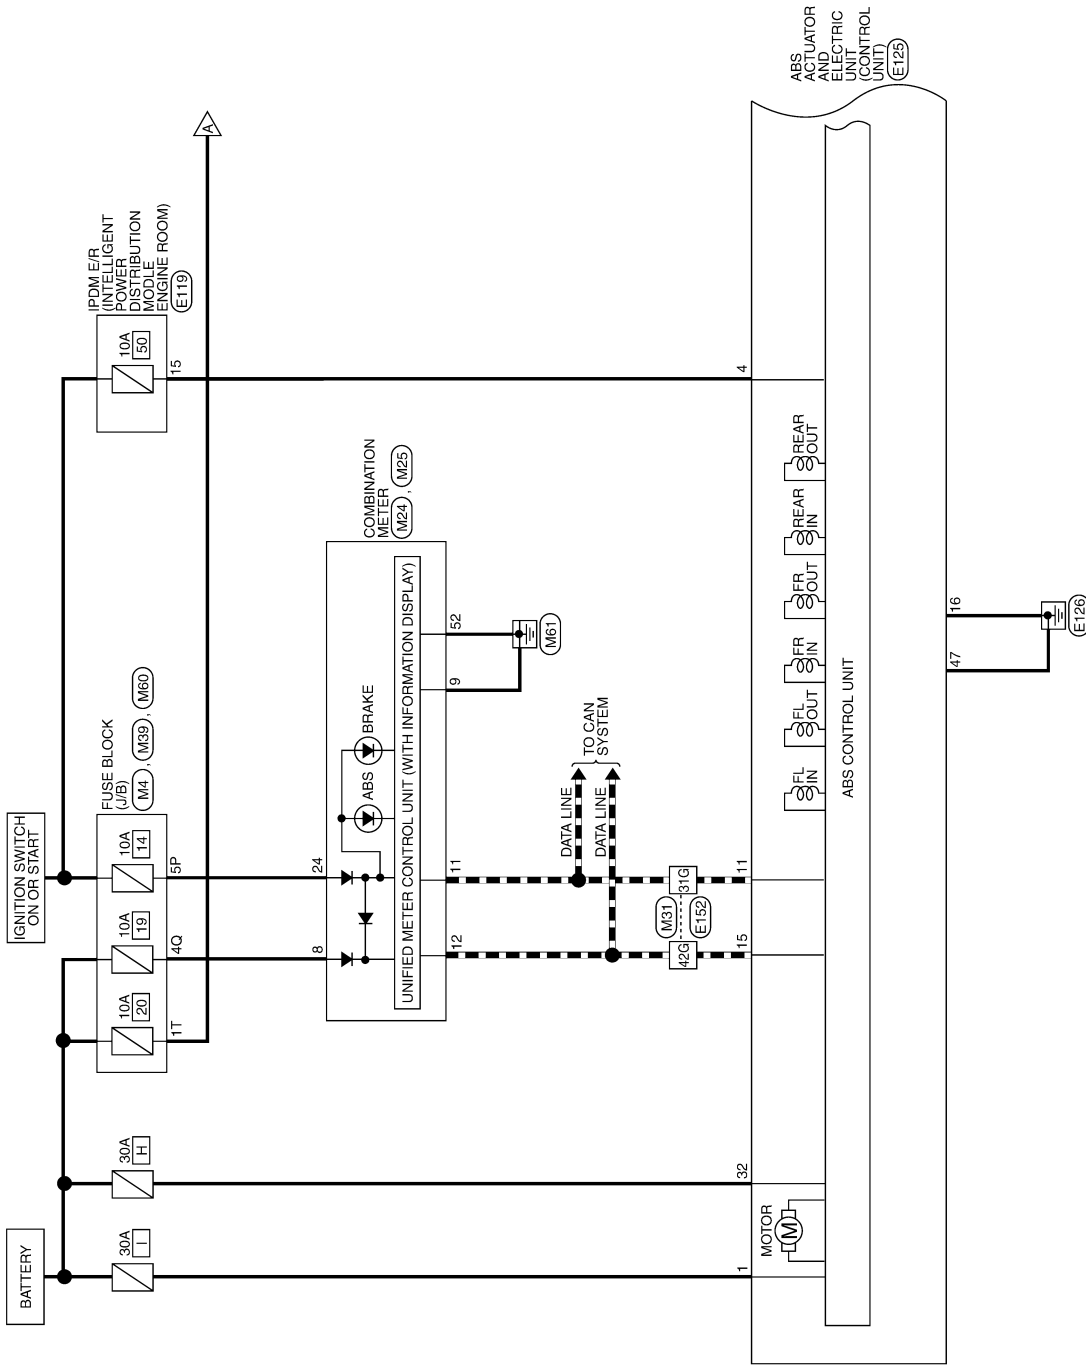 BATTERY
30A
I
30A
H
IGNITION SWITCH
ON OR START
10A
20
10A
19
10A
14
FUSE BLOCK
(J/B)
M4 , M39 , M60
1T
4Q
5P
10A
50
IPDM E/R
(INTELLIGENT
POWER
DISTRIBUTION
MODLE
ENGINE ROOM)
E119
15
A
8
24
COMBINATION
METER
M24 , M25
ABS
BRAKE
UNIFIED METER CONTROL UNIT (WITH INFORMATION DISPLAY)
12
11
9
52
M61
DATA LINE
DATA LINE
TO CAN
SYSTEM
M31
E152
42G
31G
1
32
15
11
4
MOTOR
M
FL
IN
FL
OUT
FR
IN
FR
OUT
REAR
IN
REAR
OUT
ABS
ACTUATOR
AND
ELECTRIC
UNIT
(CONTROL
UNIT)
E125
ABS CONTROL UNIT
47
16
E126